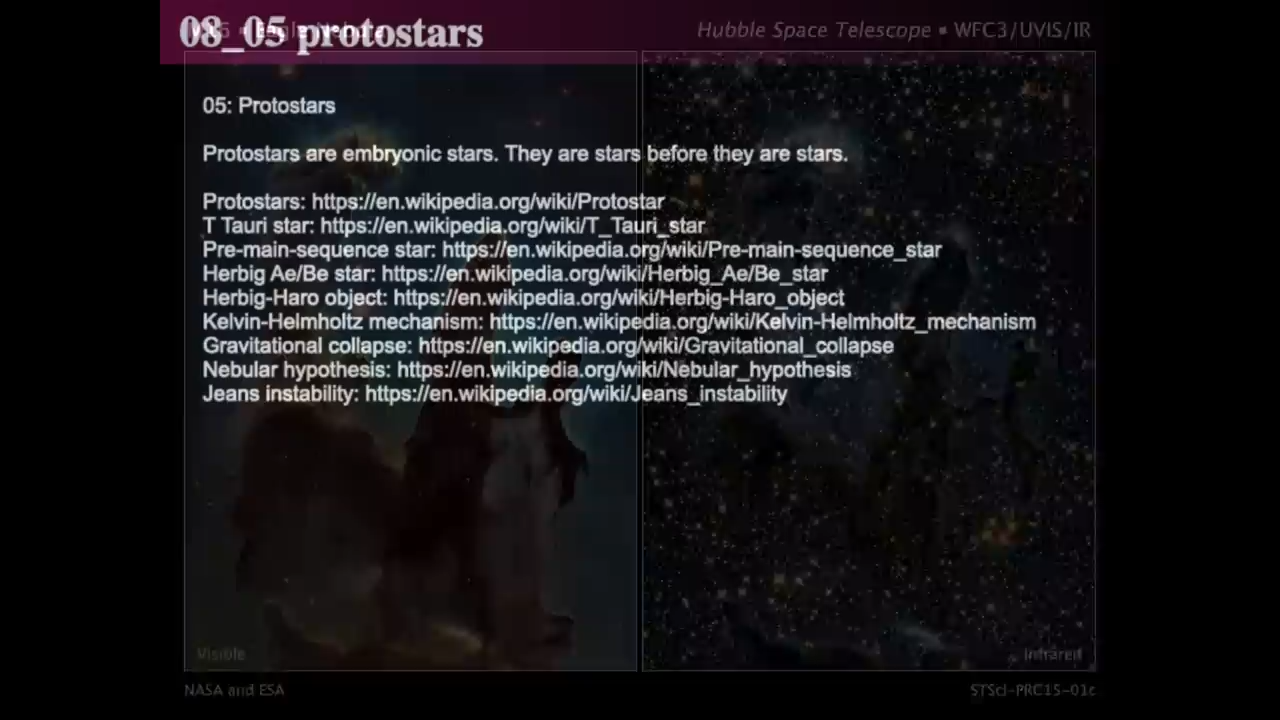 08_05 protostars
M16 ▪ Eagle Nebula
Hubble Space Telescope ▪ WFC3/UVIS/IR
05: Protostars
Protostars are embryonic stars. They are stars before they are stars.
Protostars: https://en.wikipedia.org/wiki/Protostar
T Tauri star: https://en.wikipedia.org/wiki/T_Tauri_star
Pre-main-sequence star: https://en.wikipedia.org/wiki/Pre-main-sequence_star
Herbig Ae/Be star: https://en.wikipedia.org/wiki/Herbig_Ae/Be_star
Herbig-Haro object: https://en.wikipedia.org/wiki/Herbig-Haro_object
Kelvin-Helmholtz mechanism: https://en.wikipedia.org/wiki/Kelvin-Helmholtz_mechanism
Gravitational collapse: https://en.wikipedia.org/wiki/Gravitational_collapse
Nebular hypothesis: https://en.wikipedia.org/wiki/Nebular_hypothesis
Jeans instability: https://en.wikipedia.org/wiki/Jeans_instability
Visible
Infrared
NASA and ESA
STScI-PRC15-01c